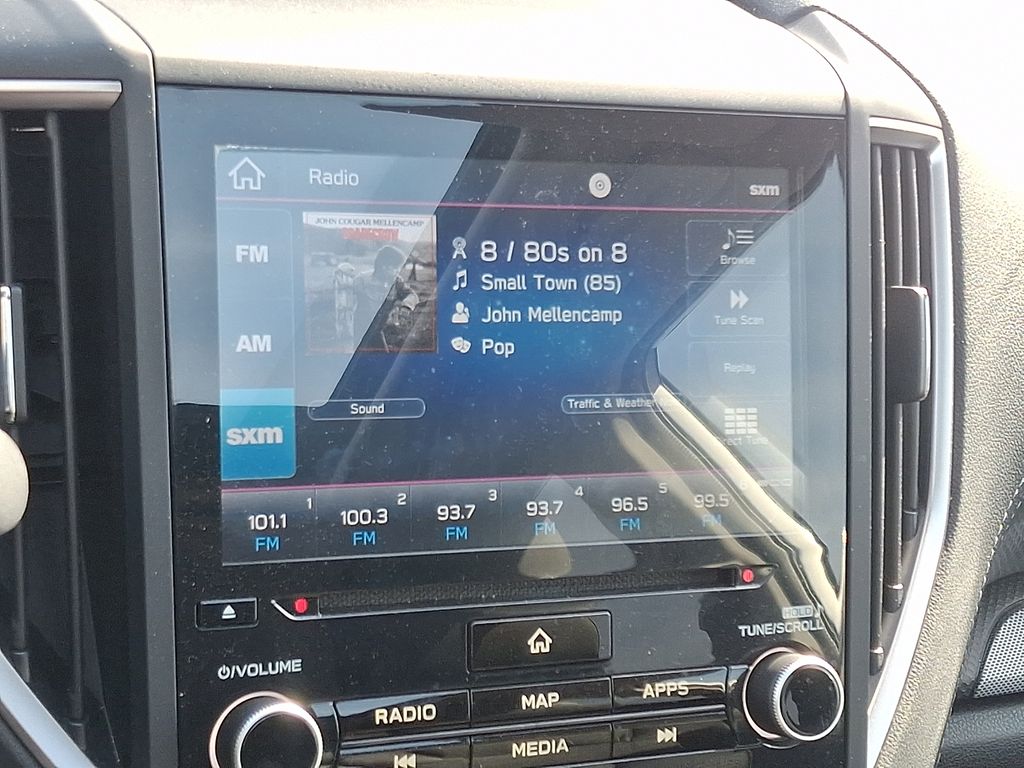 Radio
sxm
JOHN COUGAR MELLENCAMP
SCARECROW
FM
AM
sxm
8 / 80s on 8
Small Town (85)
John Mellencamp
Pop
Browse
Tune Scan
Replay
Sound
Traffic & Weather
1
101.1
FM
2
100.3
FM
3
93.7
FM
4
93.7
FM
5
96.5
FM
99.5
FM
HOLD
TUNE/SCROLL
VOLUME
RADIO
MAP
APPS
MEDIA